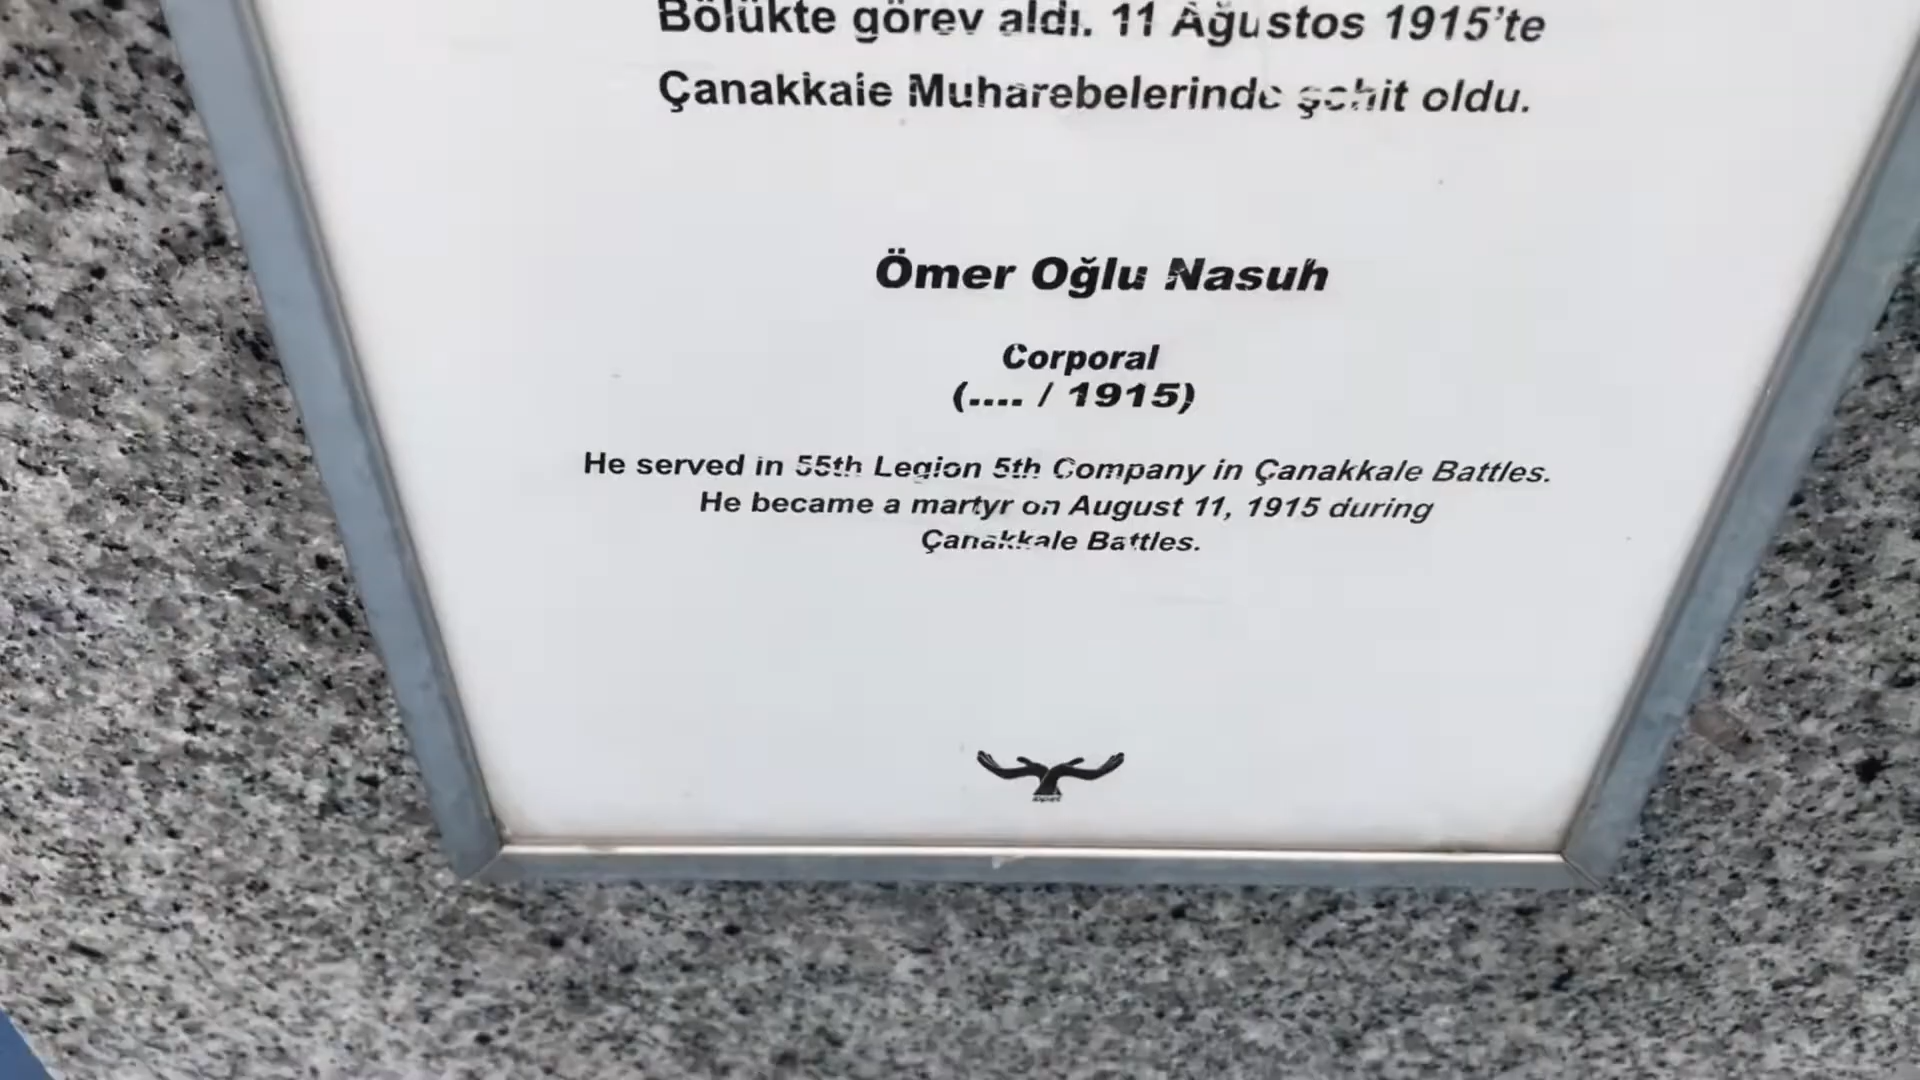 Bölükte görev aldı. 11 Ağustos 1915'te
Çanakkale Muharebelerinde şehit oldu.
Ömer Oğlu Nasuh
Corporal
(.... / 1915)
He served in 55th Legion 5th Company in Çanakkale Battles.
He became a martyr on August 11, 1915 during
Çanakkale Battles.
opet